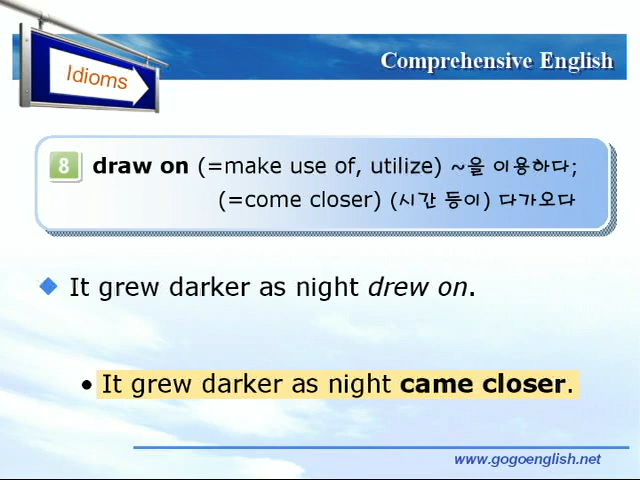 Idioms
Comprehensive English
8 draw on (=make use of, utilize) ~을 이용하다;
(=come closer) (시간 등이) 다가오다
◆ It grew darker as night drew on.
• It grew darker as night came closer.
www.gogoenglish.net